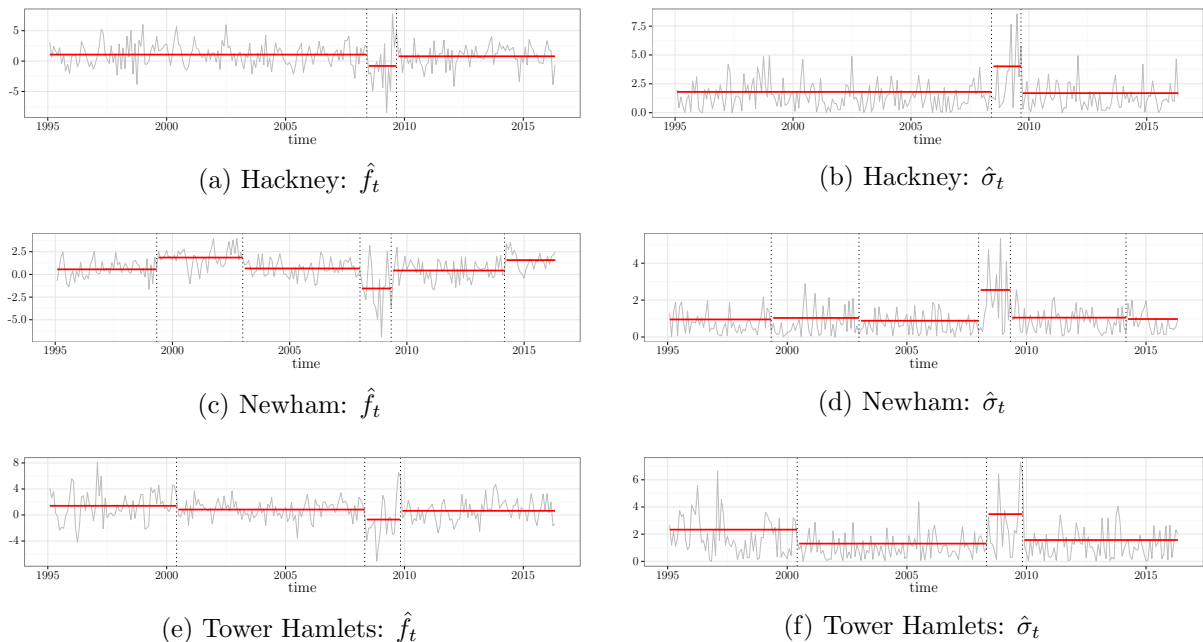 5
0
-5
1995 2000 2005 2010 2015
time
(a) Hackney: f̂_t
7.5
5.0
2.5
0.0
1995 2000 2005 2010 2015
time
(b) Hackney: σ̂_t
2.5
0.0
-2.5
-5.0
1995 2000 2005 2010 2015
time
(c) Newham: f̂_t
4
2
0
1995 2000 2005 2010 2015
time
(d) Newham: σ̂_t
8
4
0
-4
1995 2000 2005 2010 2015
time
(e) Tower Hamlets: f̂_t
6
4
2
0
1995 2000 2005 2010 2015
time
(f) Tower Hamlets: σ̂_t